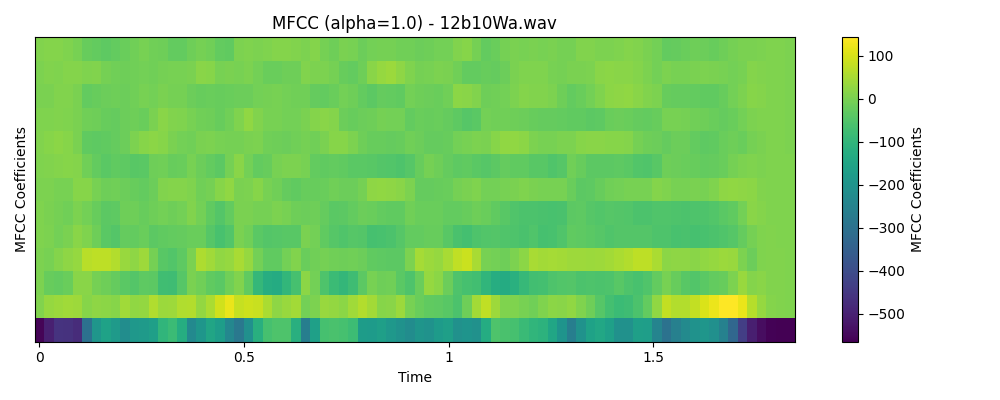 MFCC (alpha=1.0) - 12b10Wa.wav
MFCC Coefficients
0
0.5
1
1.5
Time
100
0
−100
−200
−300
−400
−500
MFCC Coefficients